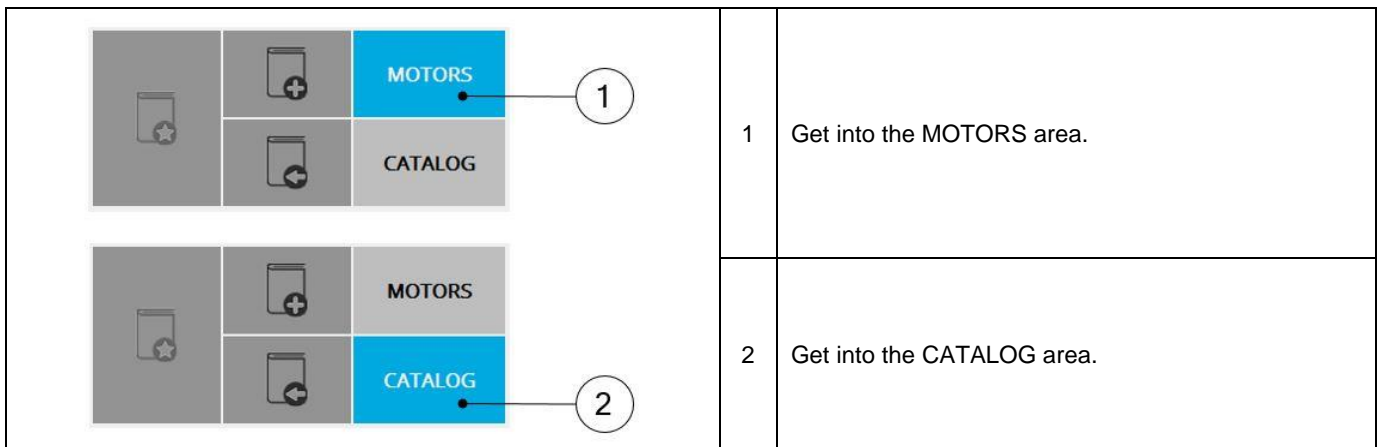 MOTORS
1
CATALOG
1 Get into the MOTORS area.
MOTORS
CATALOG
2
2 Get into the CATALOG area.